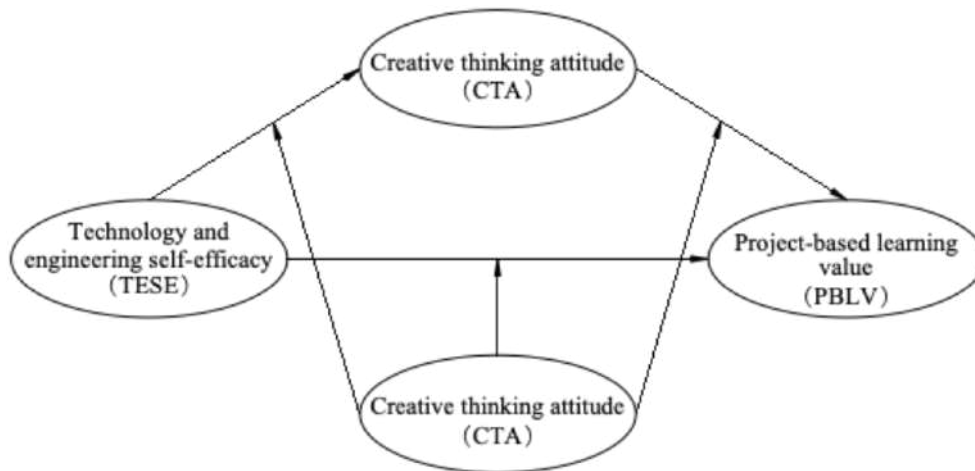 Creative thinking attitude
（CTA）
Technology and
engineering self-efficacy
（TESE）
Project-based learning
value
（PBLV）
Creative thinking attitude
（CTA）